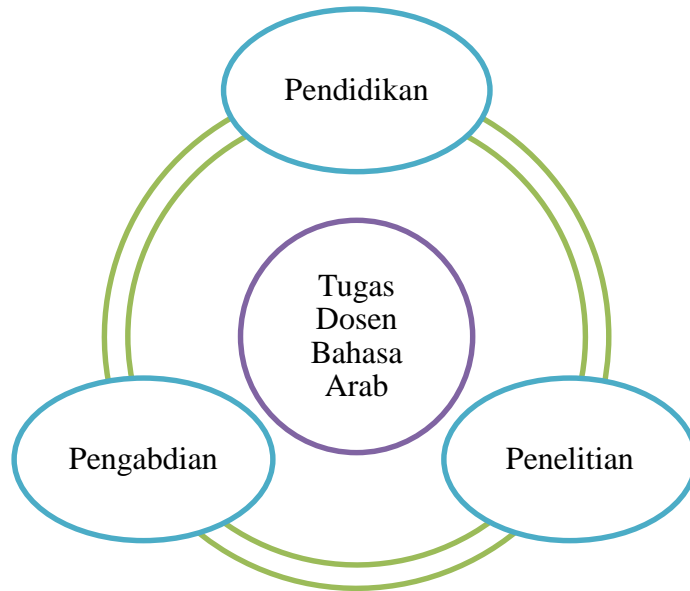 Pendidikan
Tugas
Dosen
Bahasa
Arab
Pengabdian
Penelitian